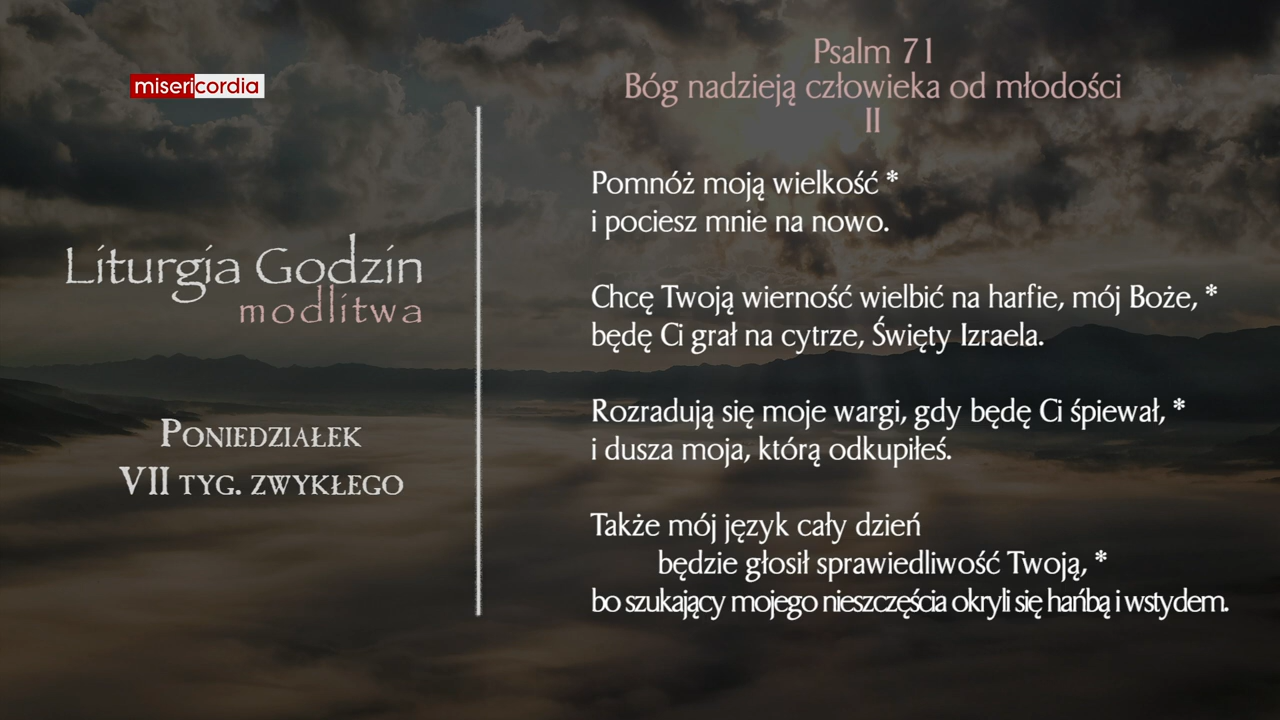 misericordia
Liturgia Godzin
modlitwa
Poniedziałek
VII tyg. zwykłego
Psalm 71
Bóg nadzieją człowieka od młodości
II
Pomnóż moją wielkość *
i pociesz mnie na nowo.
Chcę Twoją wierność wielbić na harfie, mój Boże, *
będę Ci grał na cytrze, Święty Izraela.
Rozradują się moje wargi, gdy będę Ci śpiewał, *
i dusza moja, którą odkupiłeś.
Także mój język cały dzień
będzie głosił sprawiedliwość Twoją, *
bo szukający mojego nieszczęścia okryli się hańbą i wstydem.